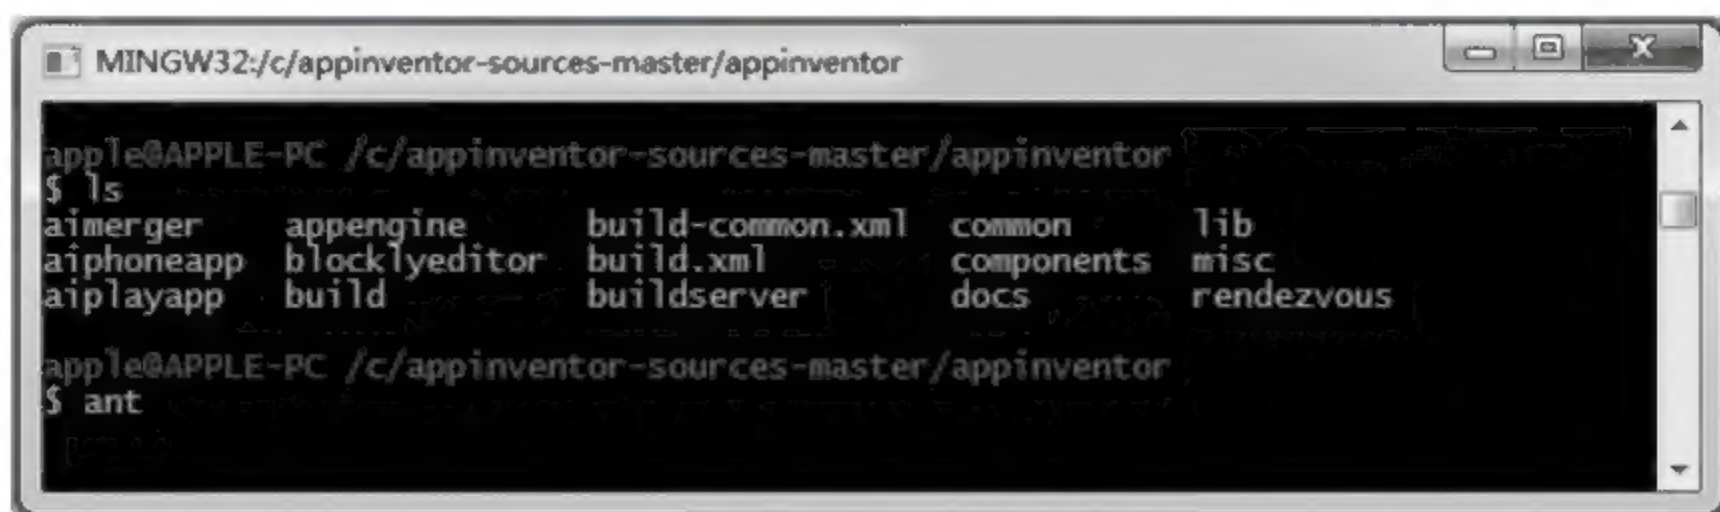 MINGW32:/c/appinventor-sources-master/appinventor
apple@APPLE-PC /c/appinventor-sources-master/appinventor
$ ls
aimerger appengine build-common.xml common lib
aiphoneapp blocklyeditor build.xml components misc
aiplayapp build buildserver docs rendezvous
apple@APPLE-PC /c/appinventor-sources-master/appinventor
$ ant